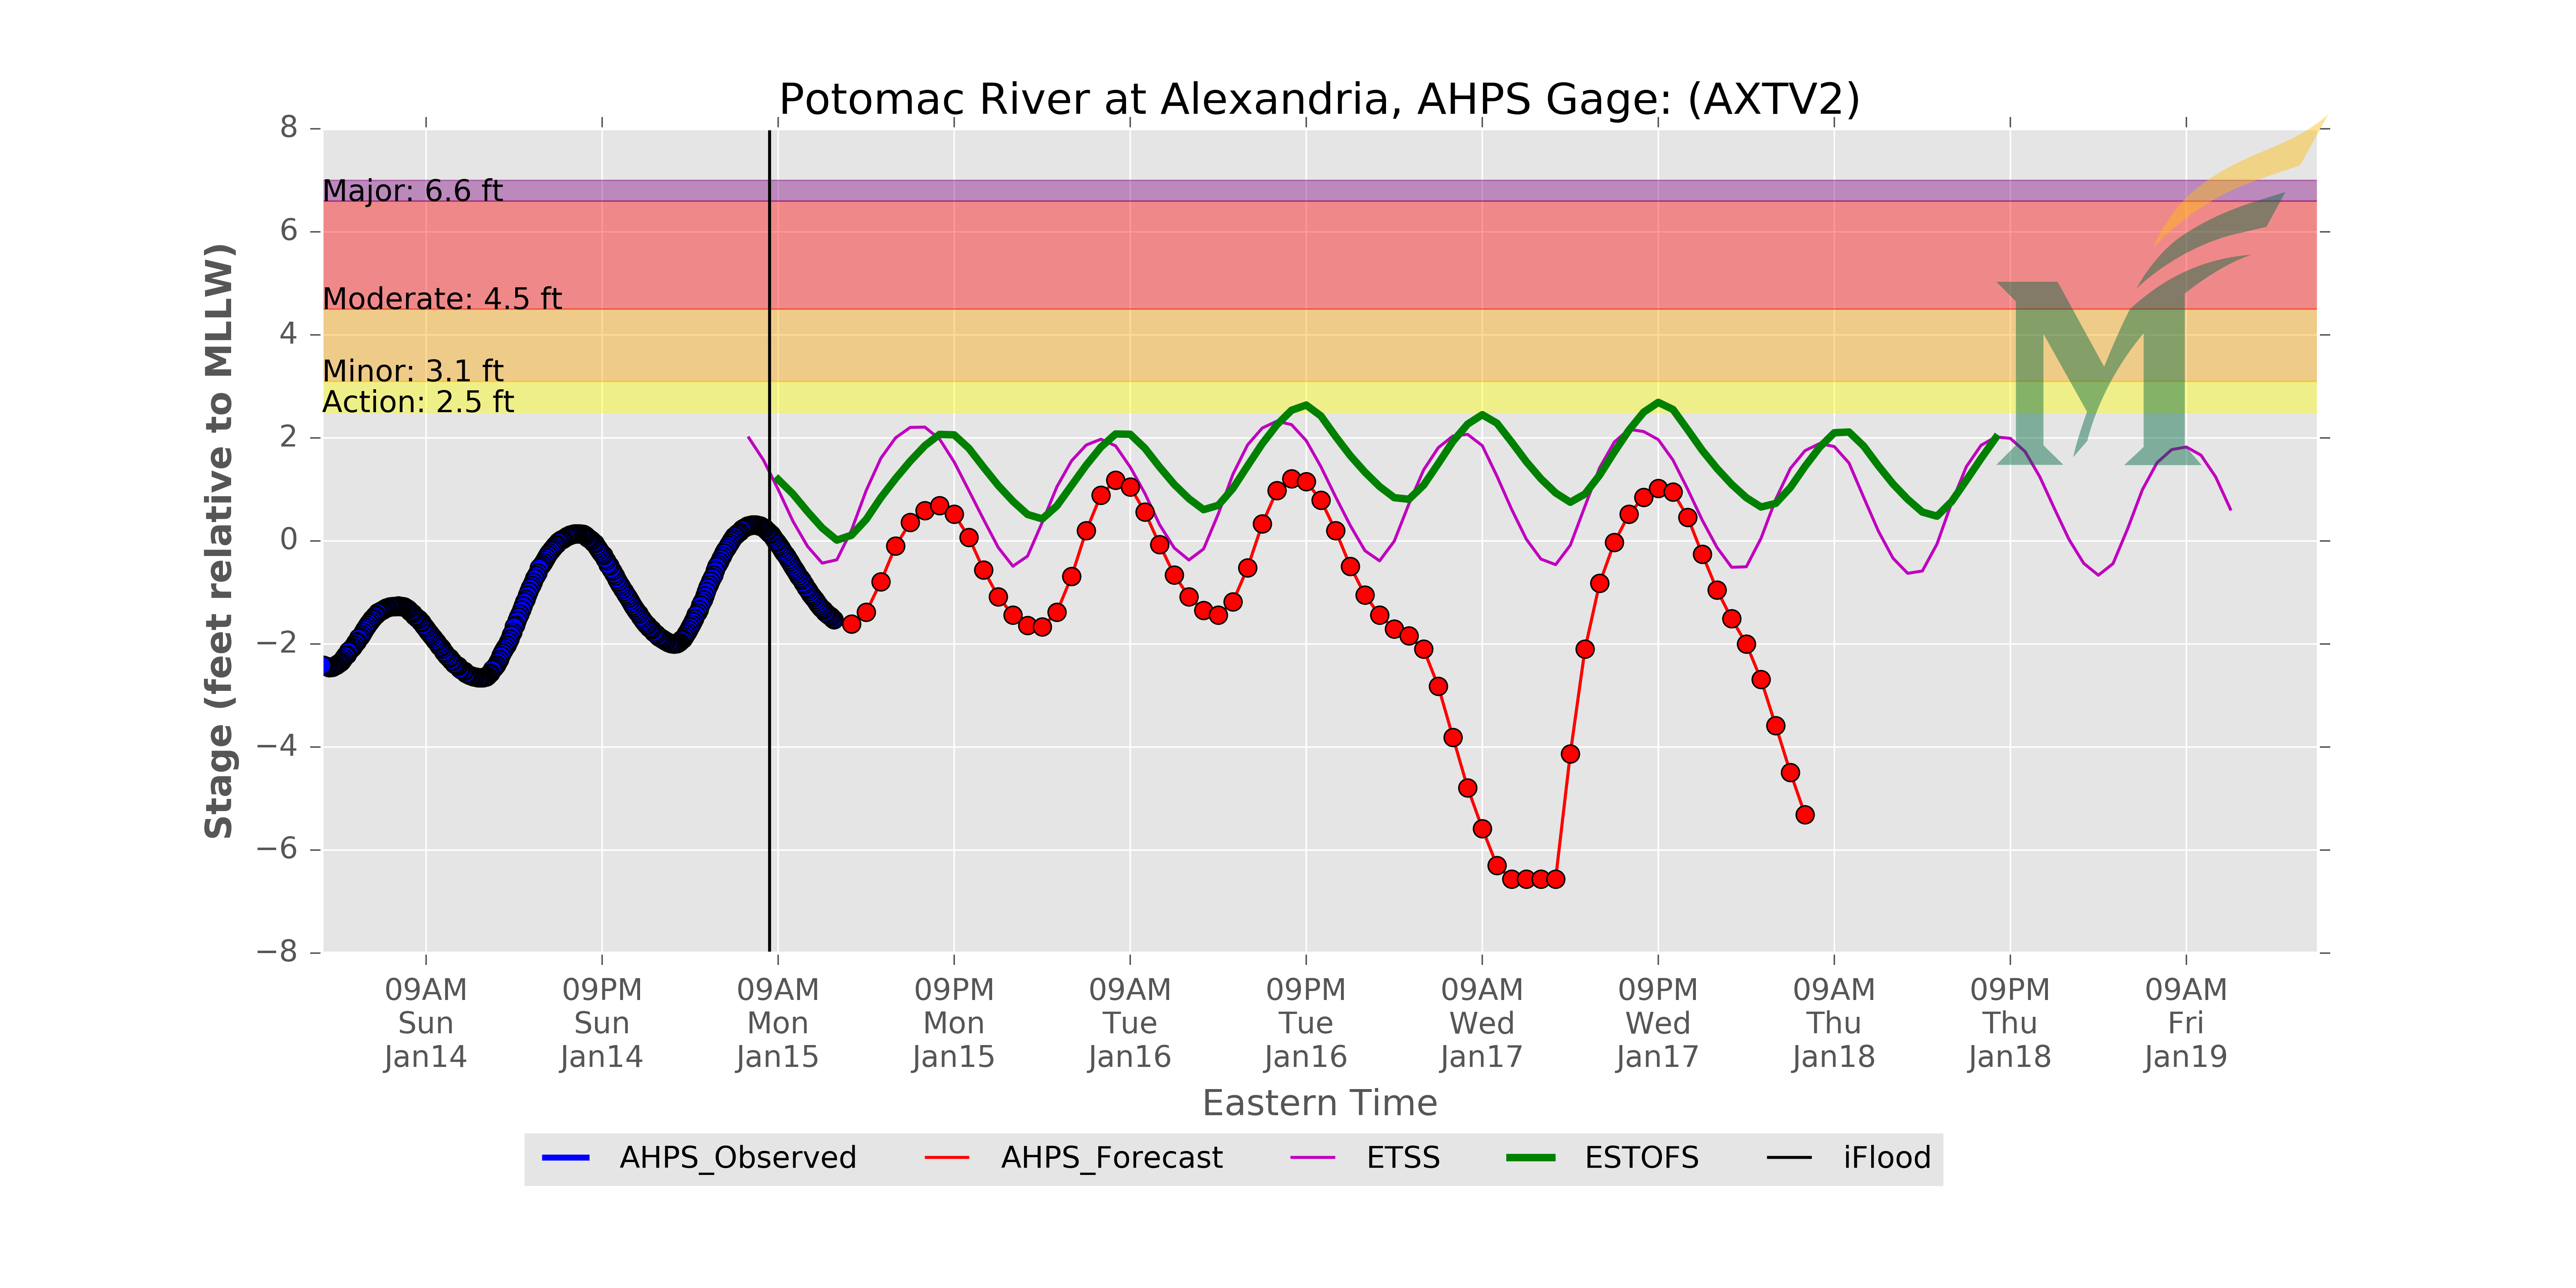 Potomac River at Alexandria, AHPS Gage: (AXTV2)
8
6
4
2
0
−2
−4
−6
−8
Stage (feet relative to MLLW)
Major: 6.6 ft
Moderate: 4.5 ft
Minor: 3.1 ft
Action: 2.5 ft
M
09AM
Sun
Jan14
09PM
Sun
Jan14
09AM
Mon
Jan15
09PM
Mon
Jan15
09AM
Tue
Jan16
09PM
Tue
Jan16
09AM
Wed
Jan17
09PM
Wed
Jan17
09AM
Thu
Jan18
09PM
Thu
Jan18
09AM
Fri
Jan19
Eastern Time
AHPS_Observed
AHPS_Forecast
ETSS
ESTOFS
iFlood